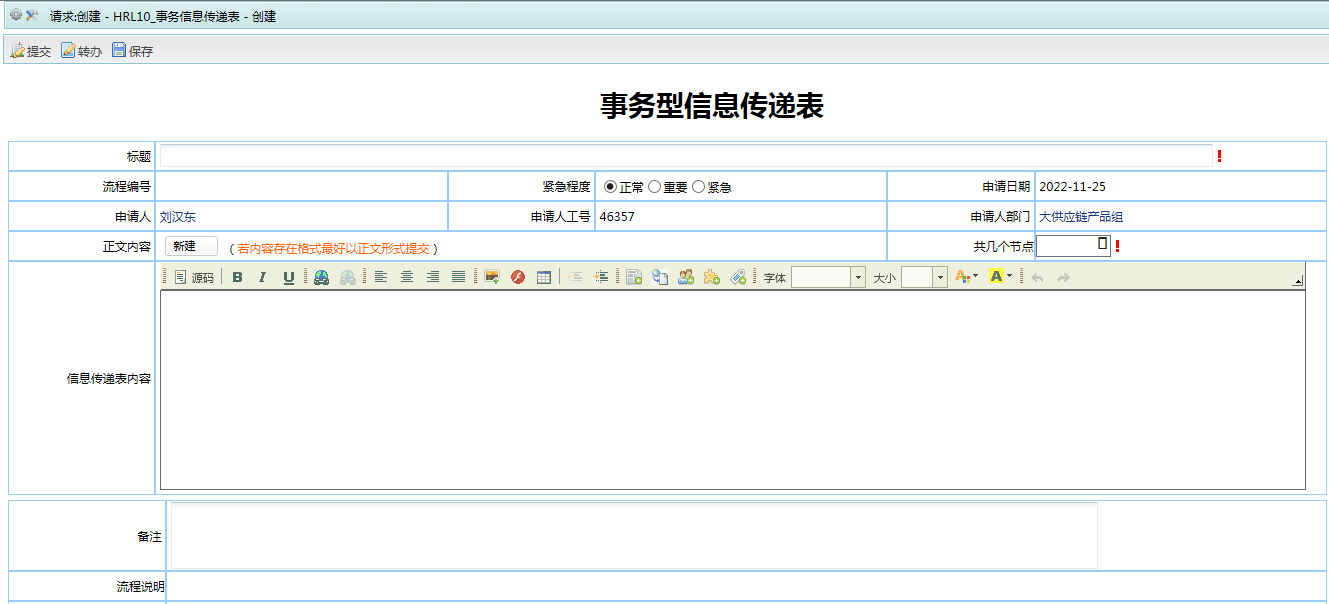 请求:创建 - HRL10_事务信息传递表 - 创建
提交 转办 保存
事务型信息传递表
标题 !
流程编号 紧急程度 正常 重要 紧急 申请日期 2022-11-25
申请人 刘汉东 申请人工号 46357 申请人部门 大供应链产品组
正文内容 新建 ( 若内容存在格式最好以正文形式提交 ) 共几个节点 !
源码 B I U 字体 大小 A A
信息传递表内容
备注
流程说明